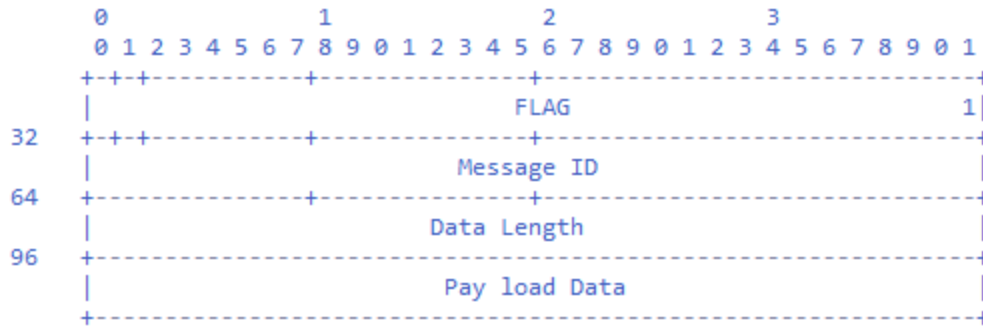 0 1 2 3
0 1 2 3 4 5 6 7 8 9 0 1 2 3 4 5 6 7 8 9 0 1 2 3 4 5 6 7 8 9 0 1
+-+-+-----------+---------------+-------------------------------+
| FLAG 1|
32 +-+-+-----------+---------------+-------------------------------+
| Message ID |
64 +---------------+---------------+-------------------------------+
| Data Length |
96 +---------------------------------------------------------------+
| Pay load Data |
+---------------------------------------------------------------+